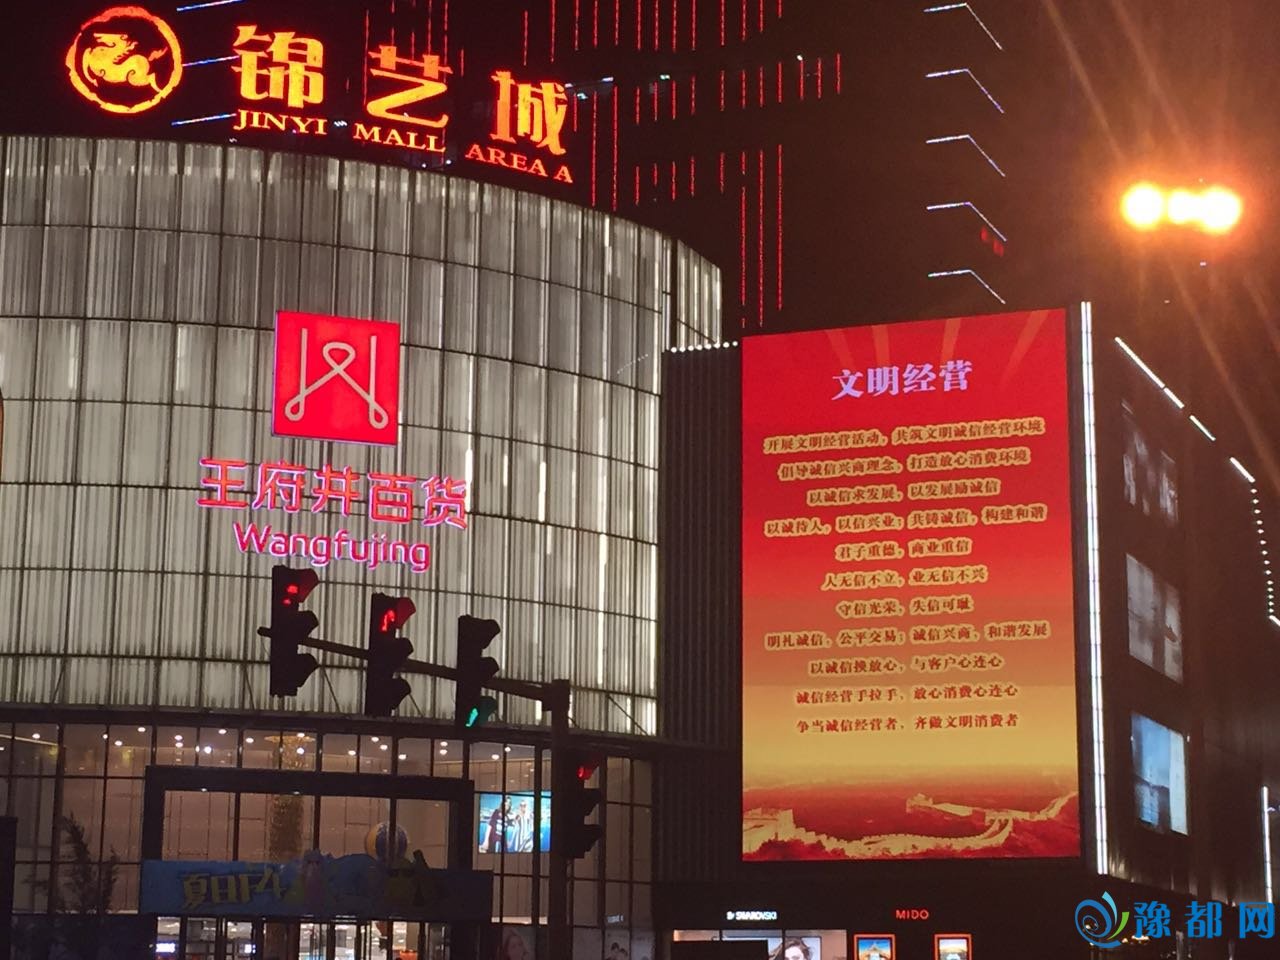 锦艺城
JINYI MALL AREA A
王府井百货
Wangfujing
文明经营
开展文明经营活动，共筑文明诚信经营环境
倡导诚信兴商理念，打造放心消费环境
以诚信求发展，以发展励诚信
以诚待人，以信兴业；共铸诚信，构建和谐
君子重德，商业重信
人无信不立，业无信不兴
守信光荣，失信可耻
明礼诚信，公平交易；诚信兴商，和谐发展
以诚信换放心，与客户心连心
诚信经营手拉手，放心消费心连心
争当诚信经营者、齐做文明消费者
夏日F4
SWAROVSKI
MIDO
豫都网